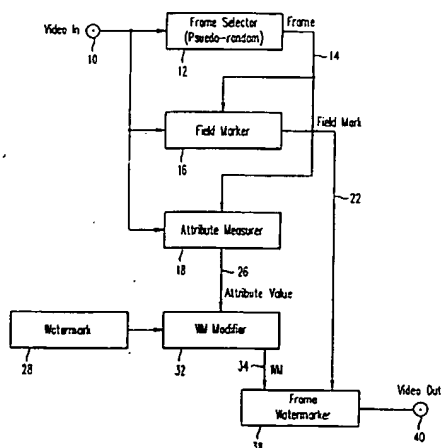 Video In
10
Frame Selector
(Psuedo-random)
12
Frame
14
Field Marker
16
Field Mark
22
Attribute Measurer
18
26
Attribute Value
Watermark
28
WM Modifier
32
34
WM
Frame
Watermarker
38
Video Out
40